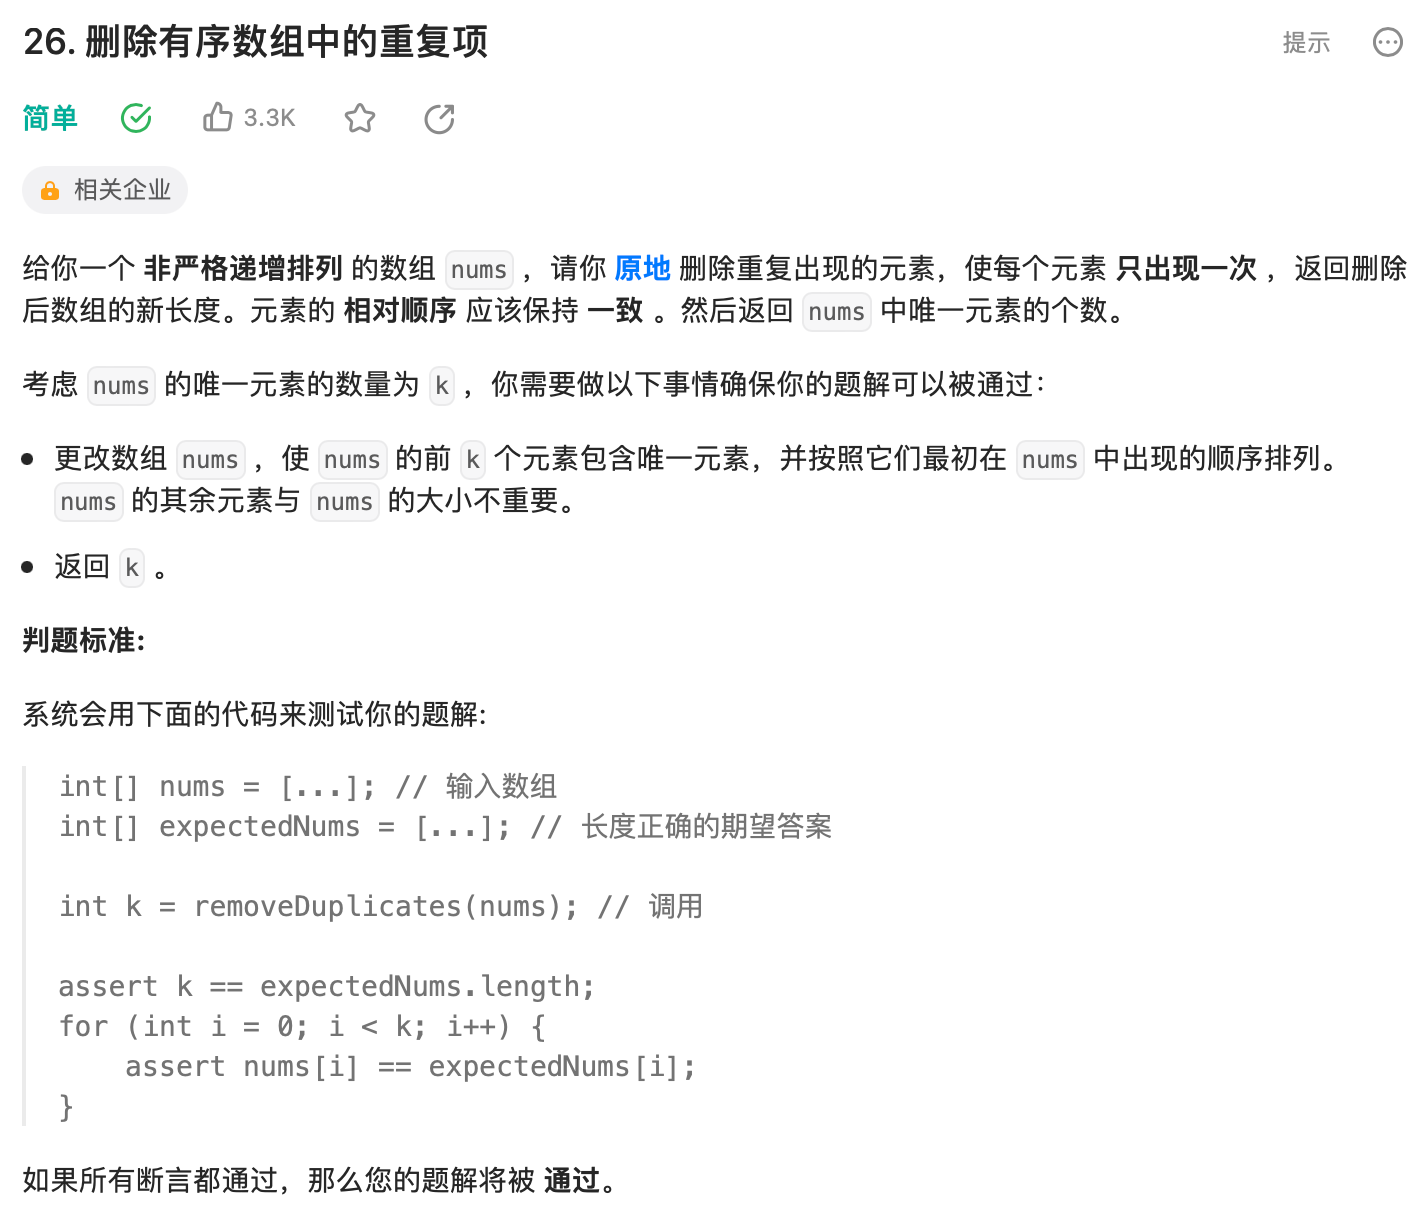 26. 删除有序数组中的重复项
提示
简单
3.3K
相关企业
给你一个 非严格递增排列 的数组 nums ，请你 原地 删除重复出现的元素，使每个元素 只出现一次 ，返回删除
后数组的新长度。元素的 相对顺序 应该保持 一致 。然后返回 nums 中唯一元素的个数。
考虑 nums 的唯一元素的数量为 k ，你需要做以下事情确保你的题解可以被通过：
更改数组 nums ，使 nums 的前 k 个元素包含唯一元素，并按照它们最初在 nums 中出现的顺序排列。
nums 的其余元素与 nums 的大小不重要。
返回 k 。
判题标准:
系统会用下面的代码来测试你的题解:
int[] nums = [...]; // 输入数组
int[] expectedNums = [...]; // 长度正确的期望答案
int k = removeDuplicates(nums); // 调用
assert k == expectedNums.length;
for (int i = 0; i < k; i++) {
    assert nums[i] == expectedNums[i];
}
如果所有断言都通过，那么您的题解将被 通过。